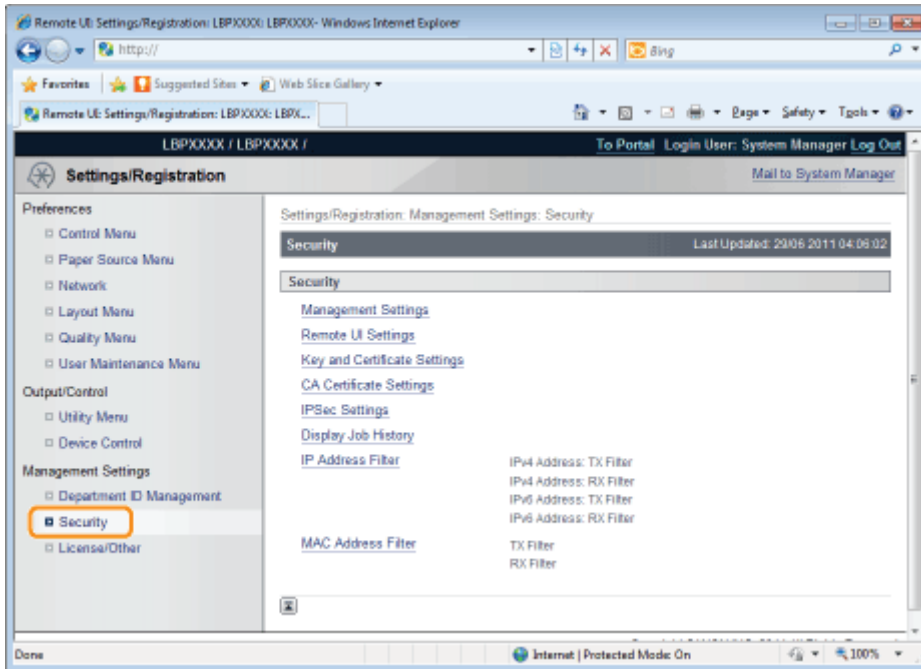 Remote UI: Settings/Registration: LBPXXXX: LBPXXXX- Windows Internet Explorer
http://
Bing
Favorites Suggested Sites Web Slice Gallery
Remote UI: Settings/Registration: LBPXXXX: LBPX...
Page Safety Tools
LBPXXXX / LBPXXXX /
To Portal Login User: System Manager Log Out
Settings/Registration
Mail to System Manager
Preferences
Control Menu
Paper Source Menu
Network
Layout Menu
Quality Menu
User Maintenance Menu
Output/Control
Utility Menu
Device Control
Management Settings
Department ID Management
Security
License/Other
Settings/Registration: Management Settings: Security
Security
Last Updated: 29/06 2011 04:06:02
Security
Management Settings
Remote UI Settings
Key and Certificate Settings
CA Certificate Settings
IPSec Settings
Display Job History
IP Address Filter
IPv4 Address: TX Filter
IPv4 Address: RX Filter
IPv6 Address: TX Filter
IPv6 Address: RX Filter
MAC Address Filter
TX Filter
RX Filter
Done
Internet | Protected Mode: On
100%